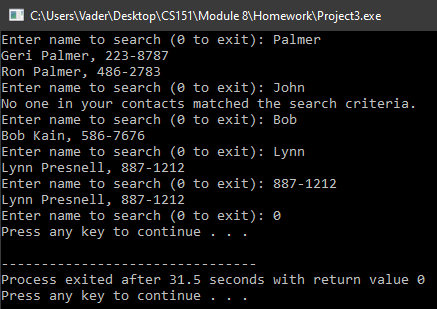 C:\Users\Vader\Desktop\CS151\Module 8\Homework\Project3.exe
Enter name to search (0 to exit): Palmer
Geri Palmer, 223-8787
Ron Palmer, 486-2783
Enter name to search (0 to exit): John
No one in your contacts matched the search criteria.
Enter name to search (0 to exit): Bob
Bob Kain, 586-7676
Enter name to search (0 to exit): Lynn
Lynn Presnell, 887-1212
Enter name to search (0 to exit): 887-1212
Lynn Presnell, 887-1212
Enter name to search (0 to exit): 0
Press any key to continue . . .
--------------------------------
Process exited after 31.5 seconds with return value 0
Press any key to continue . . .